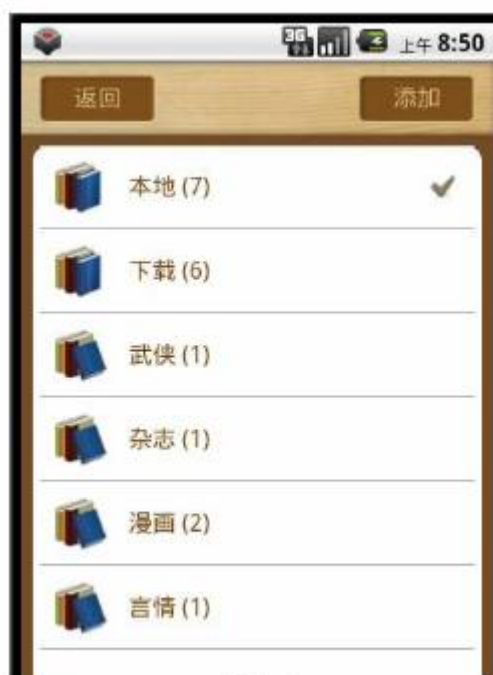 3G 上午 8:50
返回 添加
本地 (7)
下载 (6)
武侠 (1)
杂志 (1)
漫画 (2)
言情 (1)